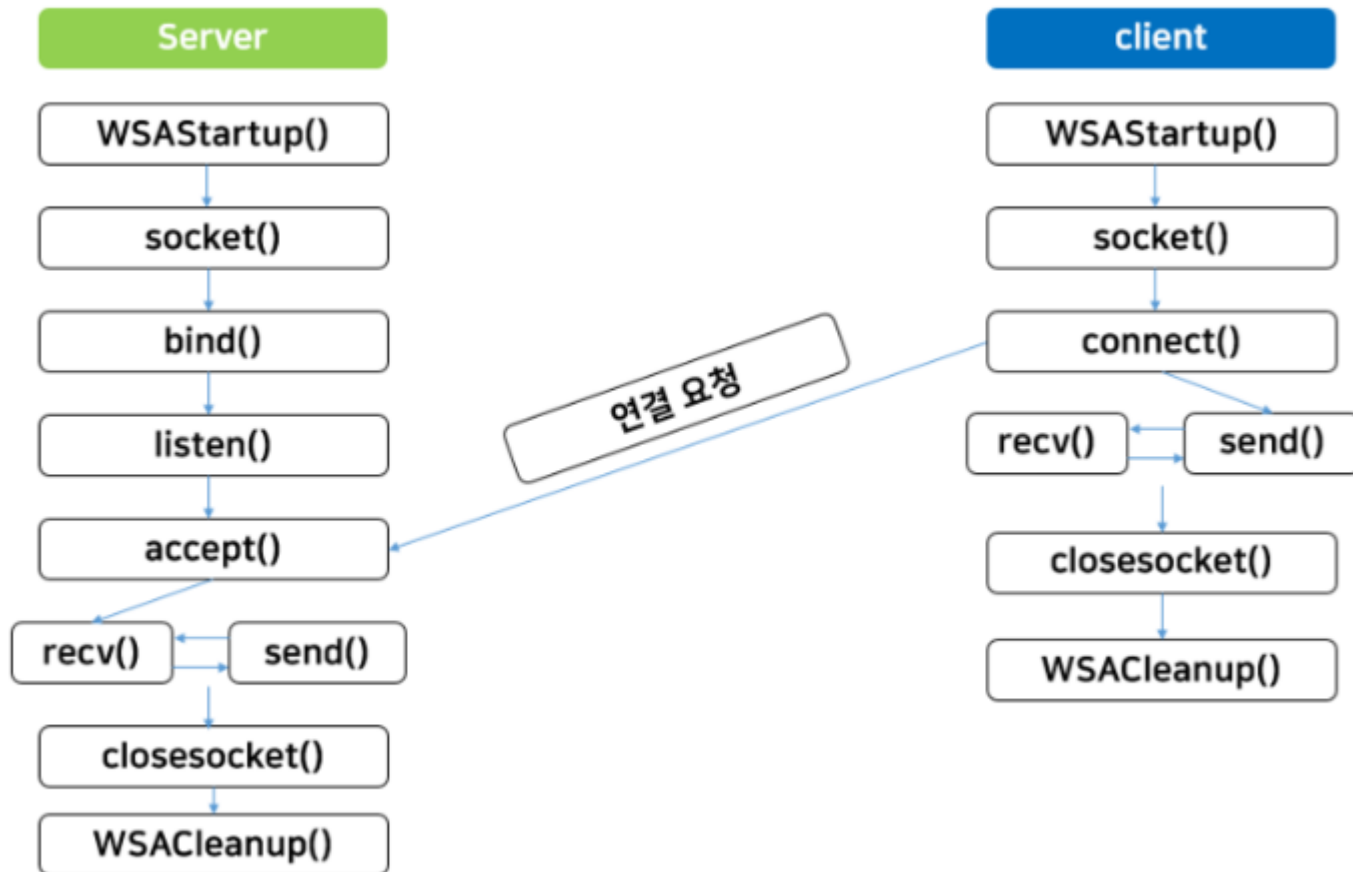 Server
WSAStartup()
socket()
bind()
listen()
accept()
recv()
send()
closesocket()
WSACleanup()
연결 요청
client
WSAStartup()
socket()
connect()
recv()
send()
closesocket()
WSACleanup()